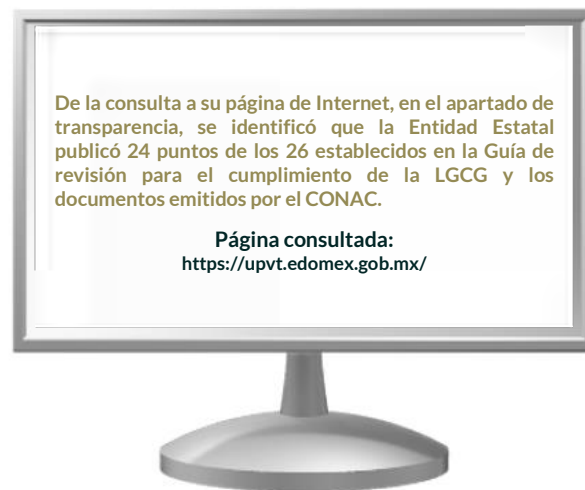 De la consulta a su página de Internet, en el apartado de
transparencia, se identificó que la Entidad Estatal
publicó 24 puntos de los 26 establecidos en la Guía de
revisión para el cumplimiento de la LGCG y los
documentos emitidos por el CONAC.
Página consultada:
https://upvt.edomex.gob.mx/